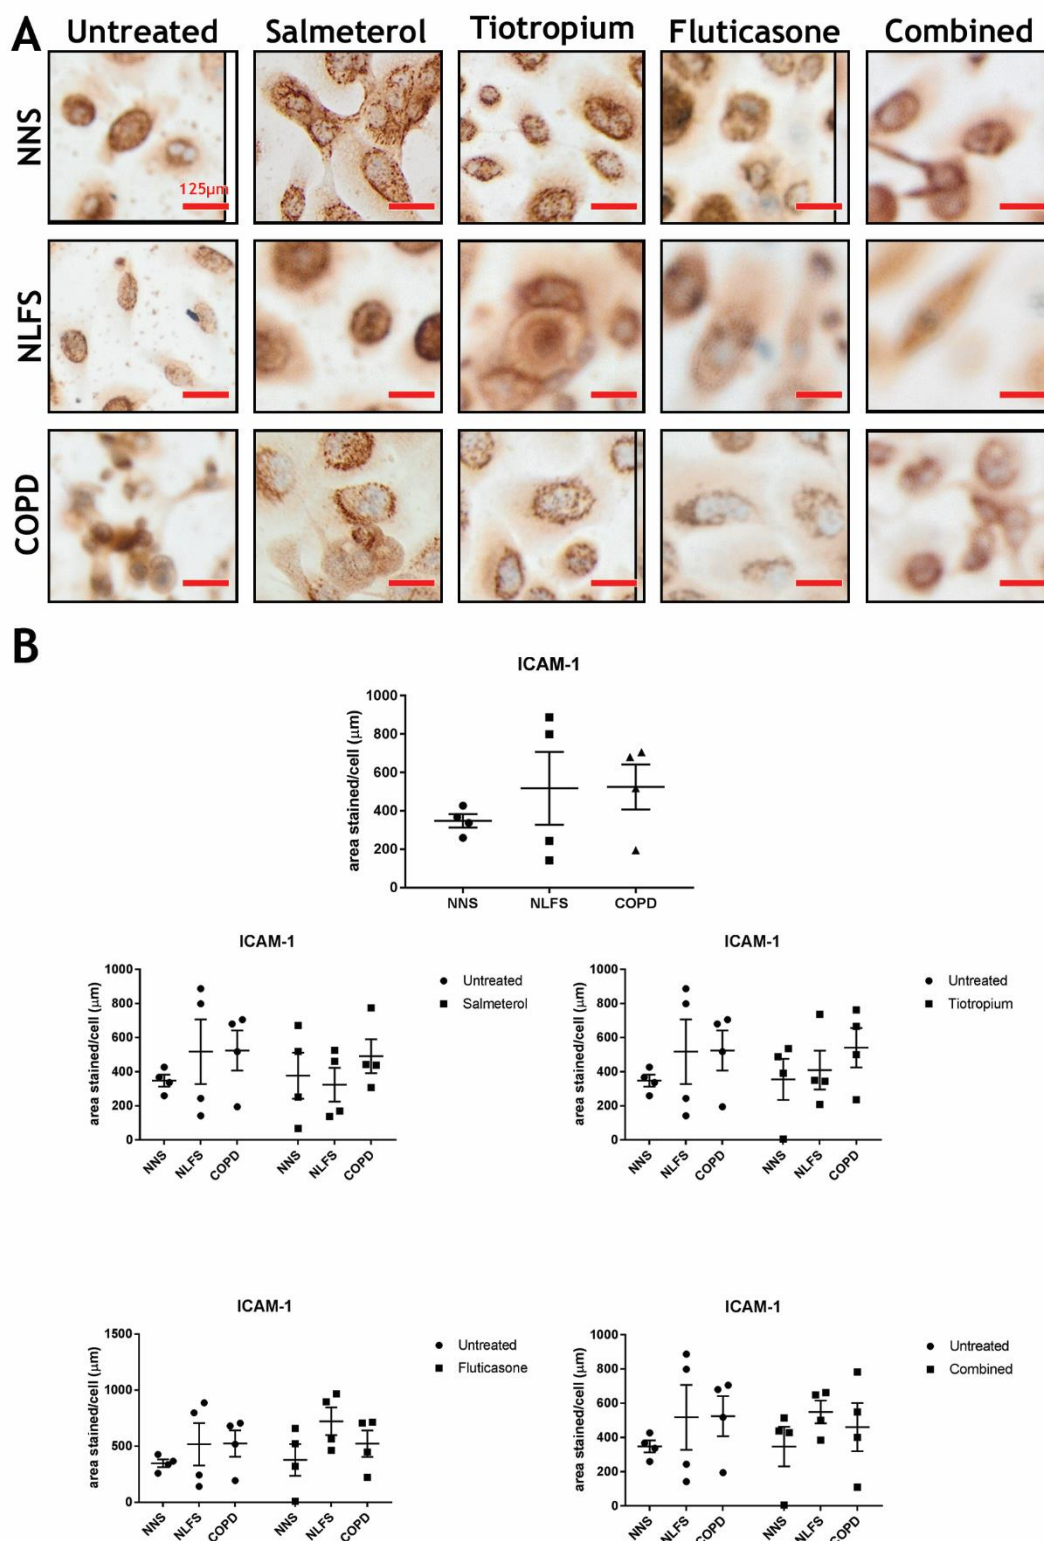 A
Untreated Salmeterol Tiotropium Fluticasone Combined
NNS
125μm
NLFS
COPD
B
ICAM-1
area stained/cell (μm)
1000
800
600
400
200
0
NNS NLFS COPD
ICAM-1
area stained/cell (μm)
1000
800
600
400
200
0
NNS NLFS COPD NNS NLFS COPD
Untreated
Salmeterol
ICAM-1
area stained/cell (μm)
1000
800
600
400
200
0
NNS NLFS COPD NNS NLFS COPD
Untreated
Tiotropium
ICAM-1
area stained/cell (μm)
1500
1000
500
0
NNS NLFS COPD NNS NLFS COPD
Untreated
Fluticasone
ICAM-1
area stained/cell (μm)
1000
800
600
400
200
0
NNS NLFS COPD NNS NLFS COPD
Untreated
Combined